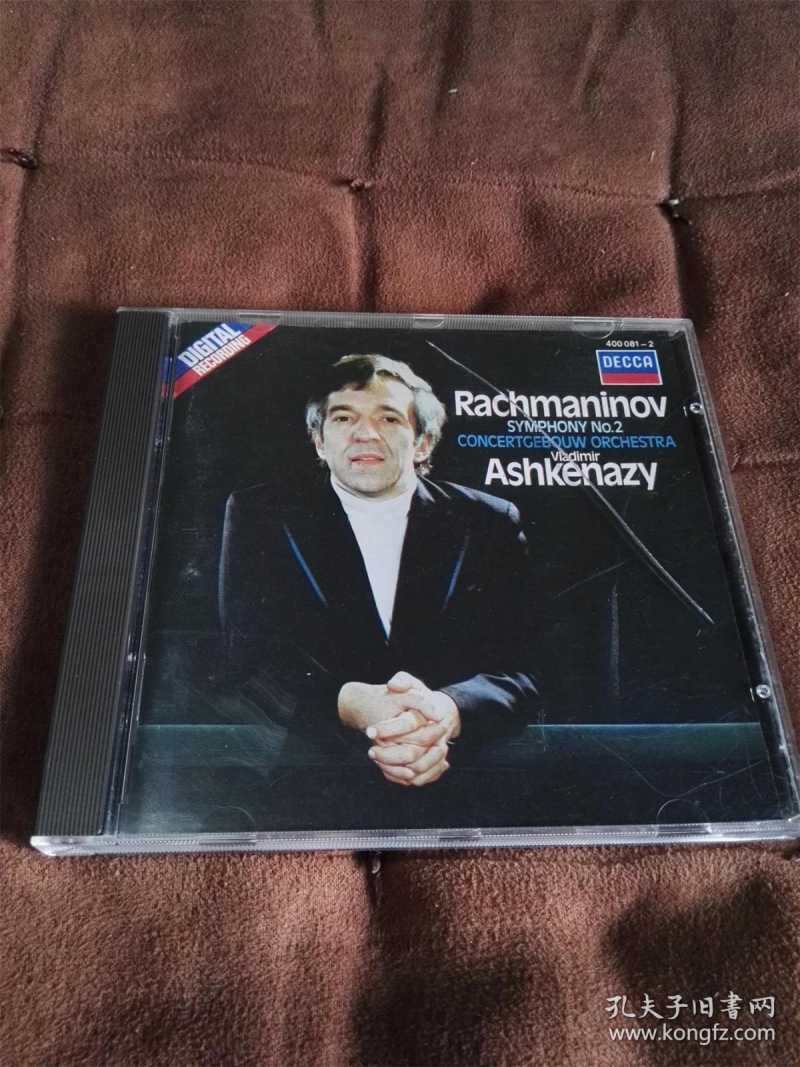 DIGITAL
RECORDING
400 081-2
DECCA
Rachmaninov
SYMPHONY No.2
CONCERTGEBOUW ORCHESTRA
Vladimir
Ashkenazy
孔夫子旧書网
www.kongfz.com